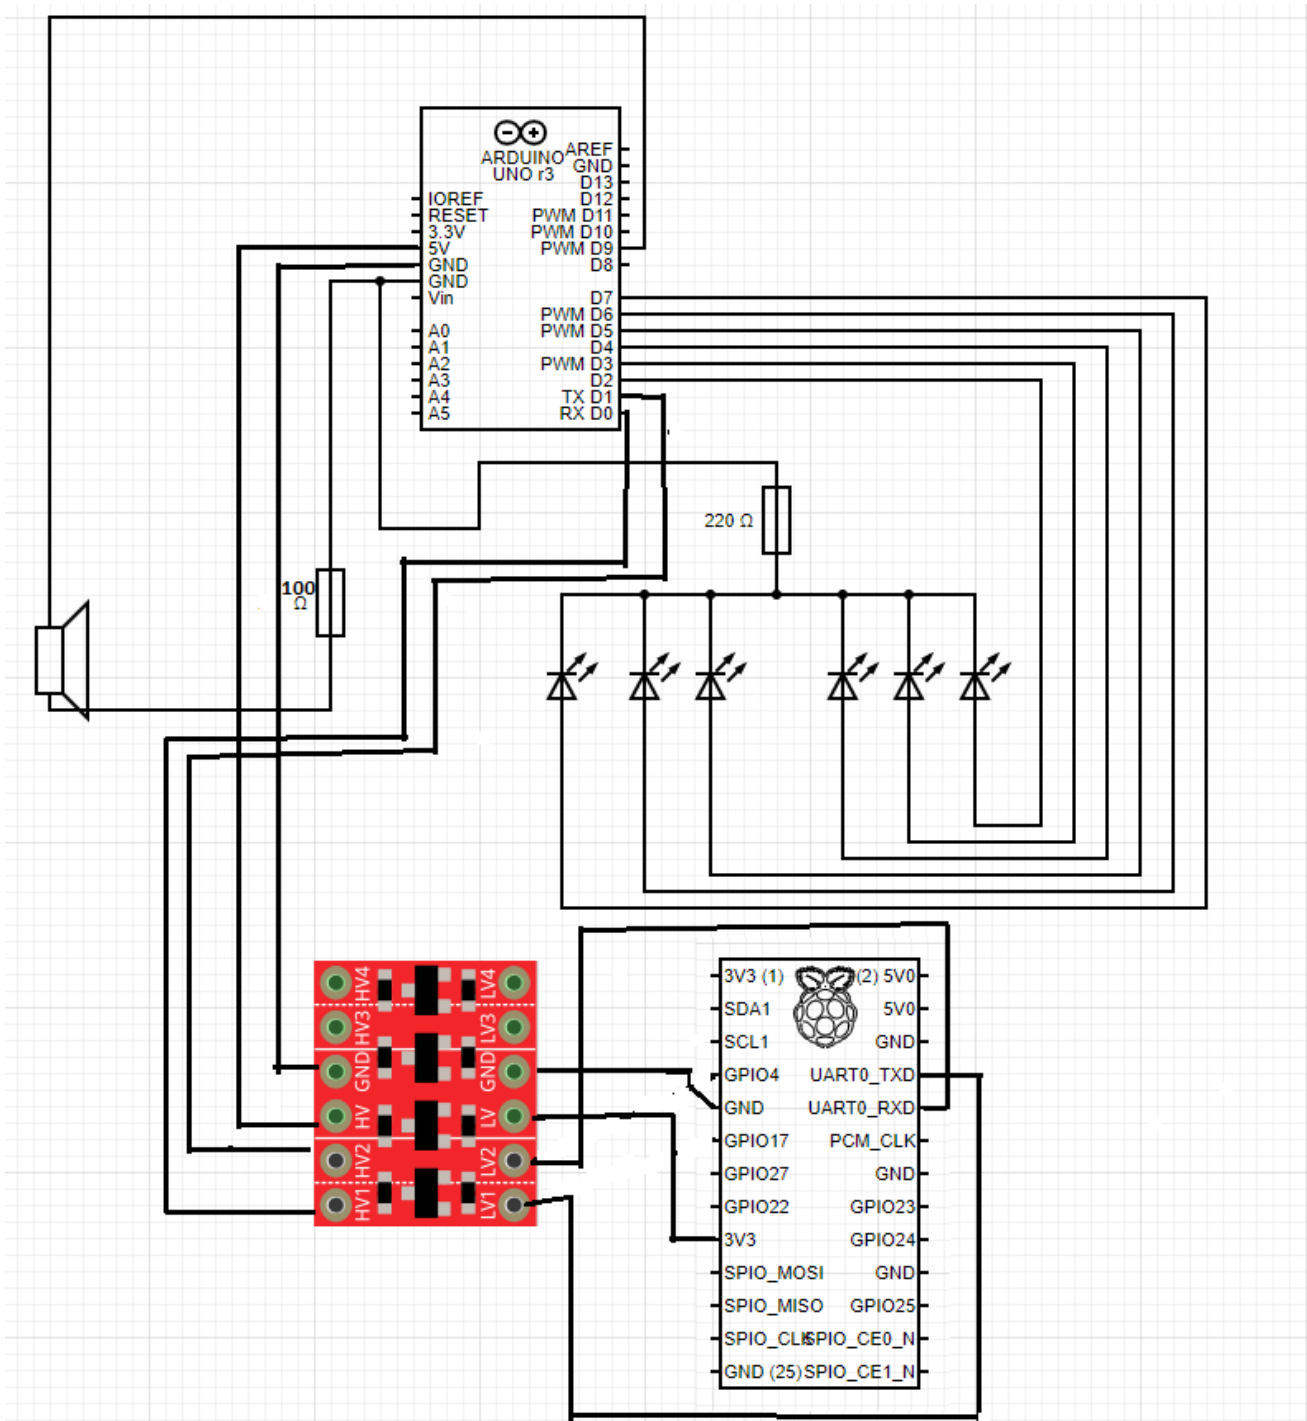 ARDUINO
UNO r3
AREF
GND
D13
D12
PWM D11
PWM D10
PWM D9
D8
D7
PWM D6
PWM D5
D4
PWM D3
D2
TX D1
RX D0
IOREF
RESET
3.3V
5V
GND
GND
Vin
A0
A1
A2
A3
A4
A5
220 Ω
100
Ω
HV4
HV3
GND
HV
HV2
HV1
LV4
LV3
GND
LV
LV2
LV1
3V3 (1)
SDA1
SCL1
GPIO4
GND
GPIO17
GPIO27
GPIO22
3V3
SPIO_MOSI
SPIO_MISO
SPIO_CLK
GND (25)
(2) 5V0
5V0
GND
UART0_TXD
UART0_RXD
PCM_CLK
GND
GPIO23
GPIO24
GND
GPIO25
SPIO_CE0_N
SPIO_CE1_N